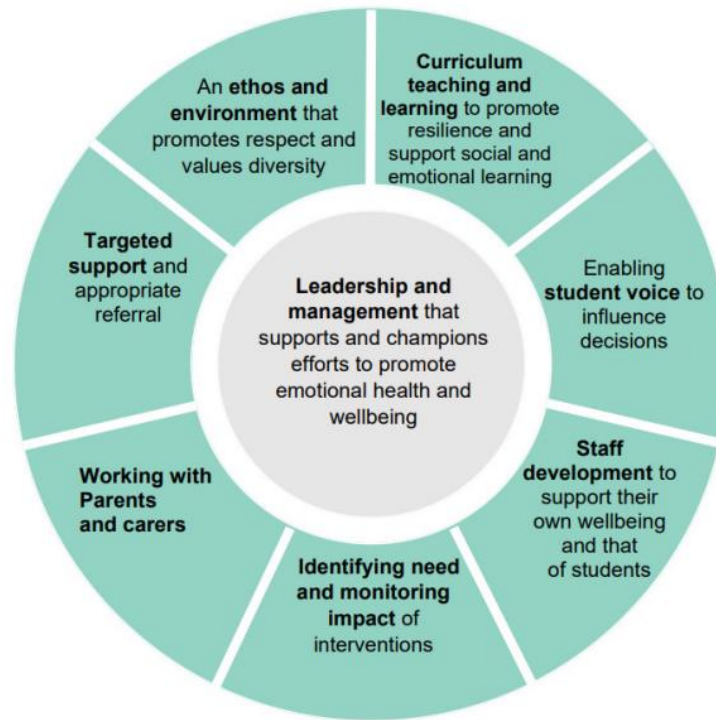 An ethos and
environment that
promotes respect and
values diversity
Curriculum
teaching and
learning to promote
resilience and
support social and
emotional learning
Enabling
student voice to
influence
decisions
Staff
development to
support their
own wellbeing
and that
of students
Identifying need
and monitoring
impact of
interventions
Working with
Parents
and carers
Targeted
support and
appropriate
referral
Leadership and
management that
supports and champions
efforts to promote
emotional health and
wellbeing